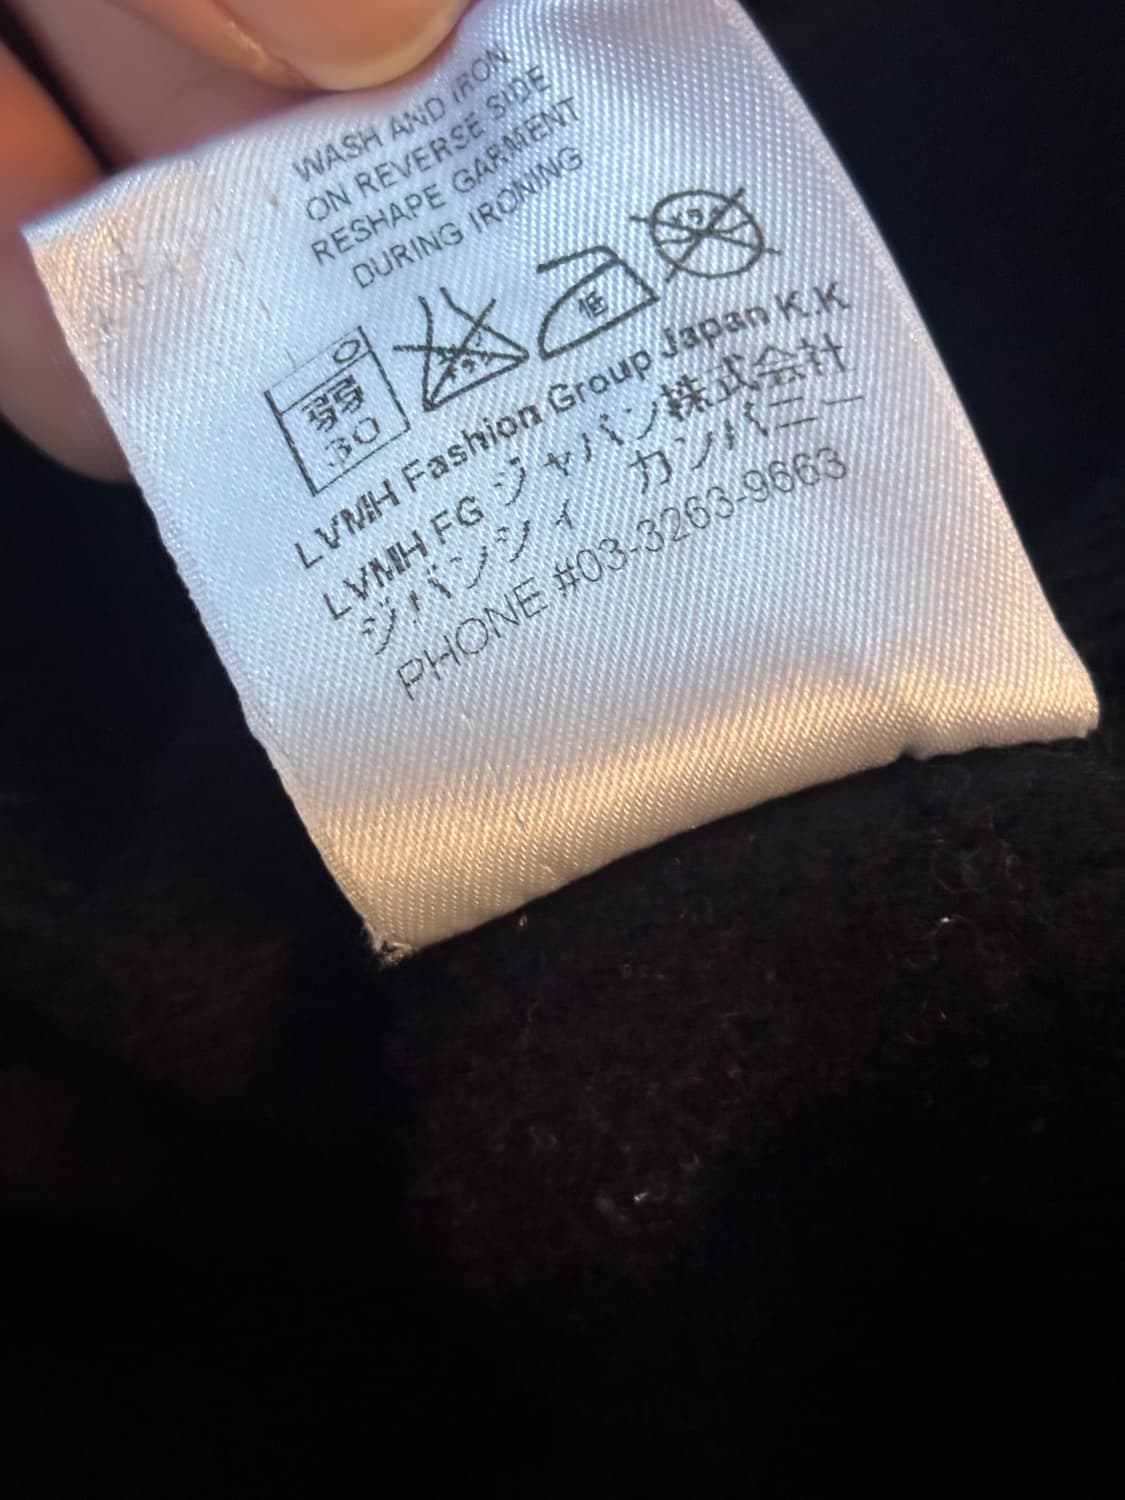 WASH AND IRON
ON REVERSE SIDE
RESHAPE GARMENT
DURING IRONING
弱
30
低
LVMH Fashion Group Japan K.K
LVMH FG ジャパン株式会社
ジバンシィ カンパニー
PHONE #03-3263-9663